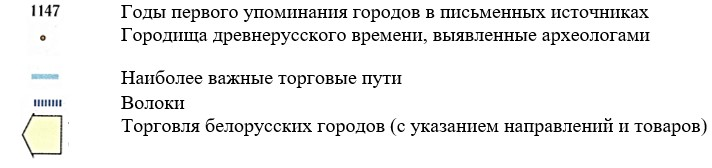 1147 Годы первого упоминания городов в письменных источниках
Городища древнерусского времени, выявленные археологами
Наиболее важные торговые пути
Волоки
Торговля белорусских городов (с указанием направлений и товаров)